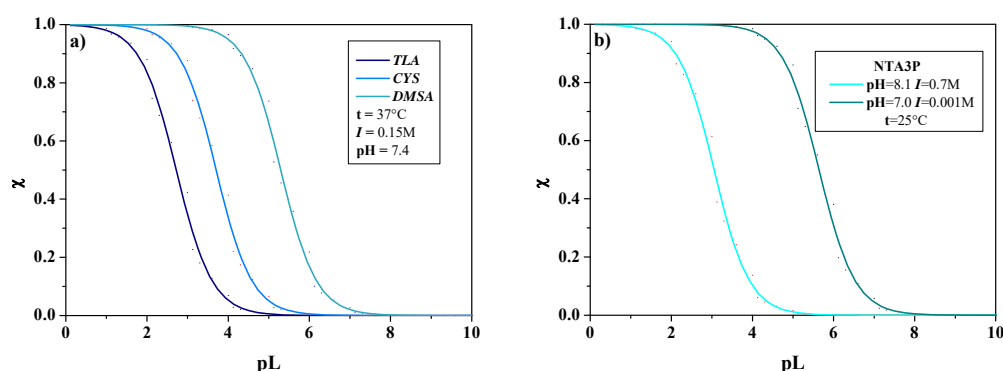 a)
TLA
CYS
DMSA
t = 37°C
I = 0.15M
pH = 7.4
1.0
0.8
0.6
0.4
0.2
0.0
χ
0 2 4 6 8 10
pL
b)
NTA3P
pH=8.1 I=0.7M
pH=7.0 I=0.001M
t=25°C
1.0
0.8
0.6
0.4
0.2
0.0
χ
0 2 4 6 8 10
pL